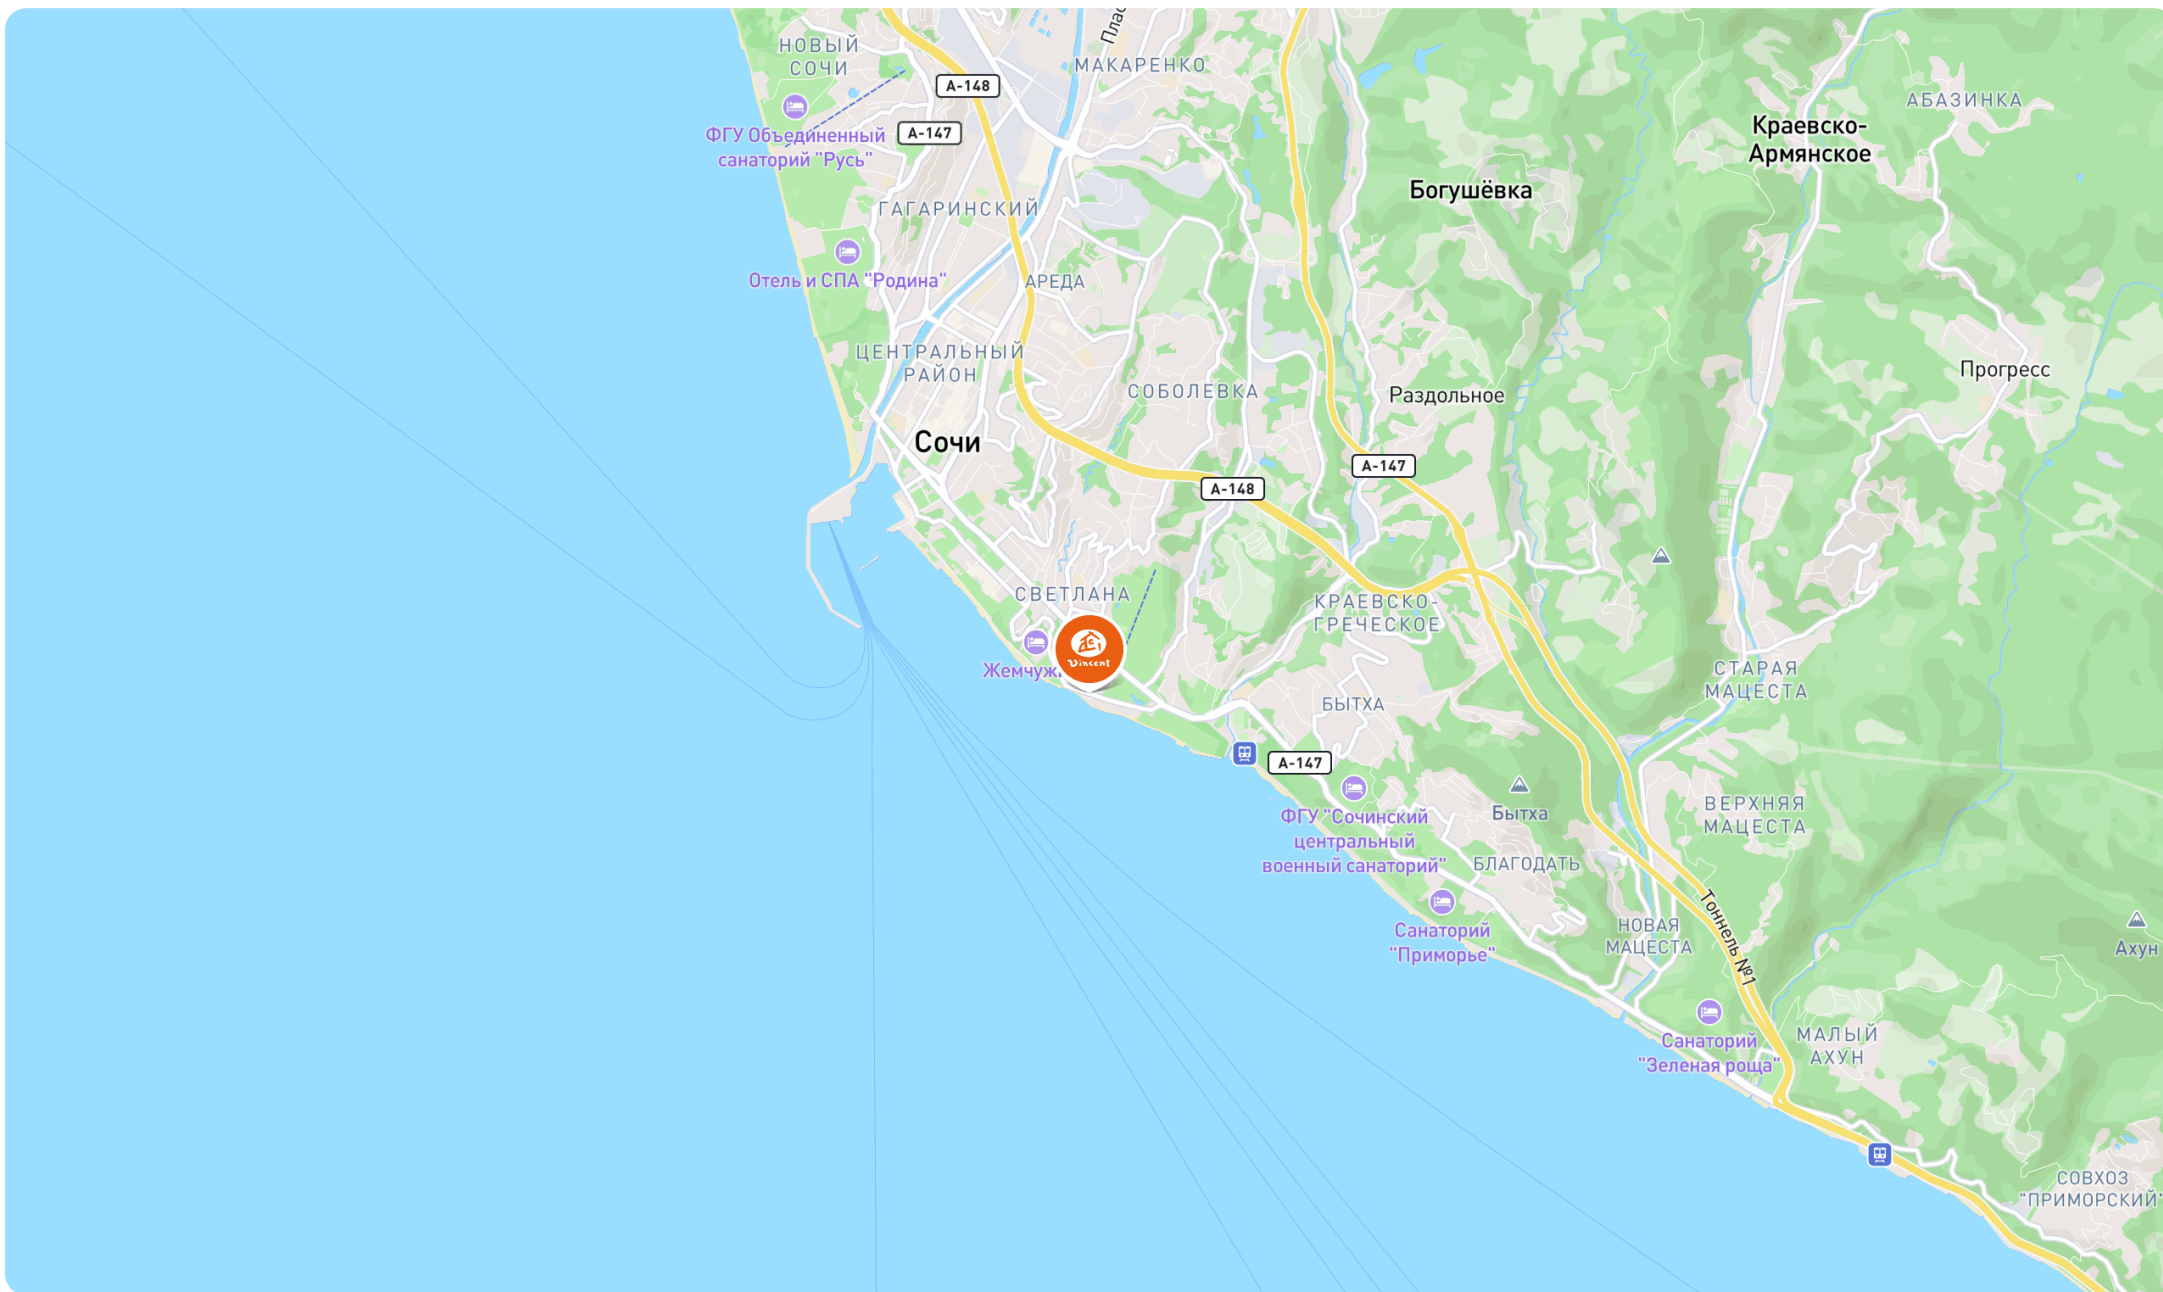 Плас
НОВЫЙ
СОЧИ
МАКАРЕНКО
А-148
АБАЗИНКА
ФГУ Объединенный
санаторий "Русь"
А-147
Краевско-
Армянское
Богушёвка
ГАГАРИНСКИЙ
Отель и СПА "Родина"
АРЕДА
ЦЕНТРАЛЬНЫЙ
РАЙОН
СОБОЛЕВКА
Раздольное
Прогресс
Сочи
А-147
А-148
СВЕТЛАНА
КРАЕВСКО-
ГРЕЧЕСКОЕ
Vincent
Жемчужи
СТАРАЯ
МАЦЕСТА
БЫТХА
А-147
Бытха
ФГУ "Сочинский
центральный
военный санаторий"
ВЕРХНЯЯ
МАЦЕСТА
БЛАГОДАТЬ
Тоннель №1
Санаторий
"Приморье"
НОВАЯ
МАЦЕСТА
Ахун
Санаторий
"Зеленая роща"
МАЛЫЙ
АХУН
СОВХОЗ
"ПРИМОРСКИЙ"